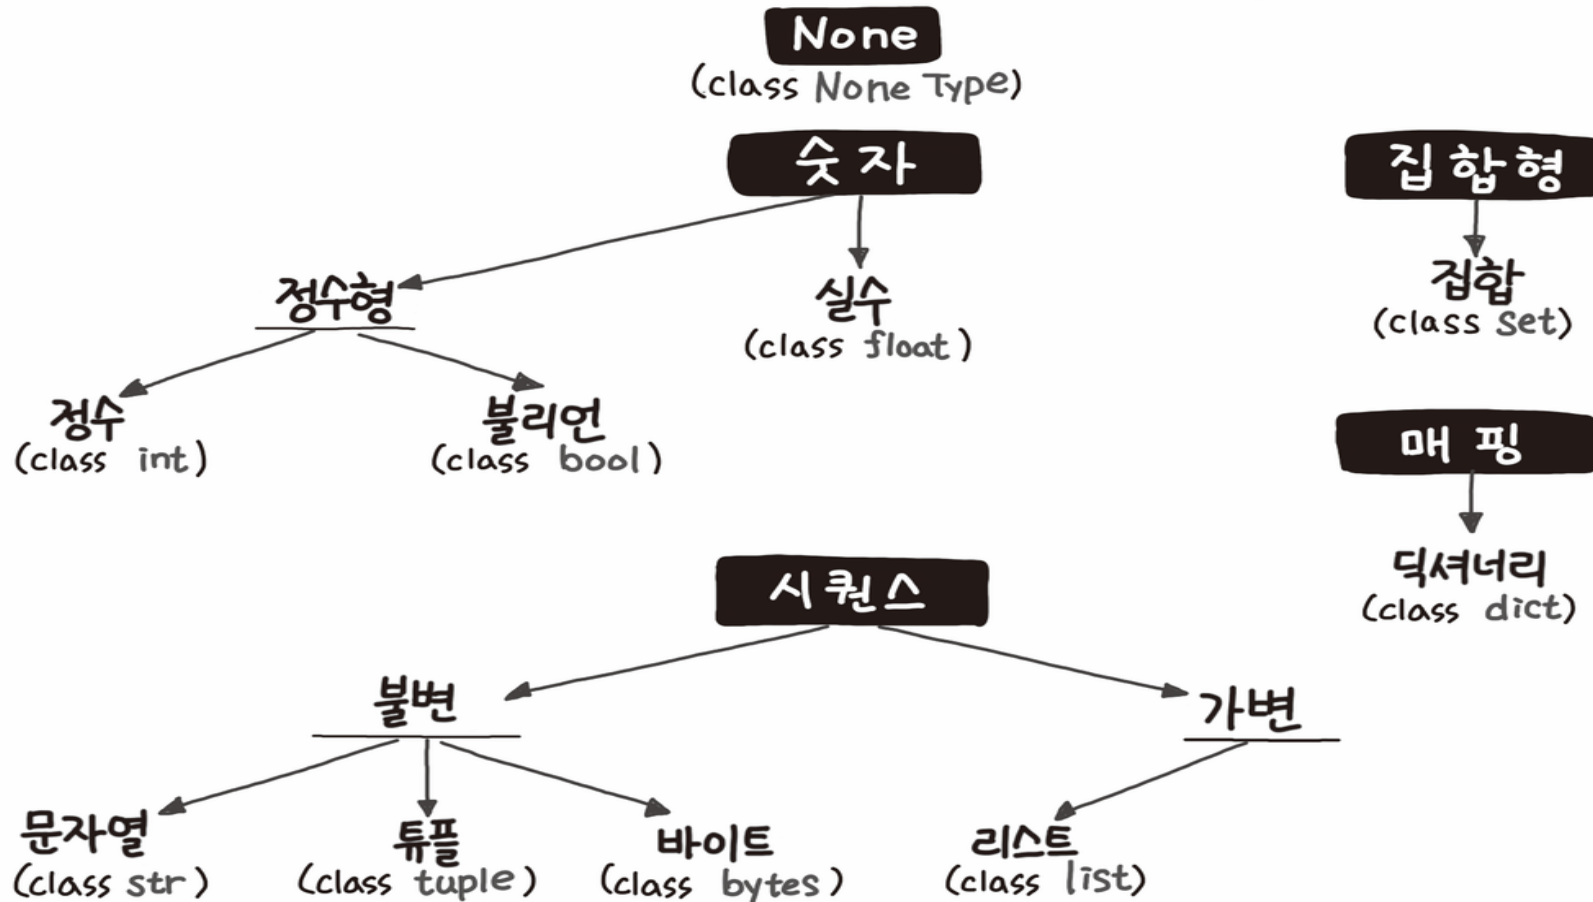 None
(class None Type)
숫자
집합형
정수형
실수
(class float)
집합
(class set)
정수
(class int)
불리언
(class bool)
매핑
딕셔너리
(class dict)
시퀀스
불변
가변
문자열
(class str)
튜플
(class tuple)
바이트
(class bytes)
리스트
(class list)